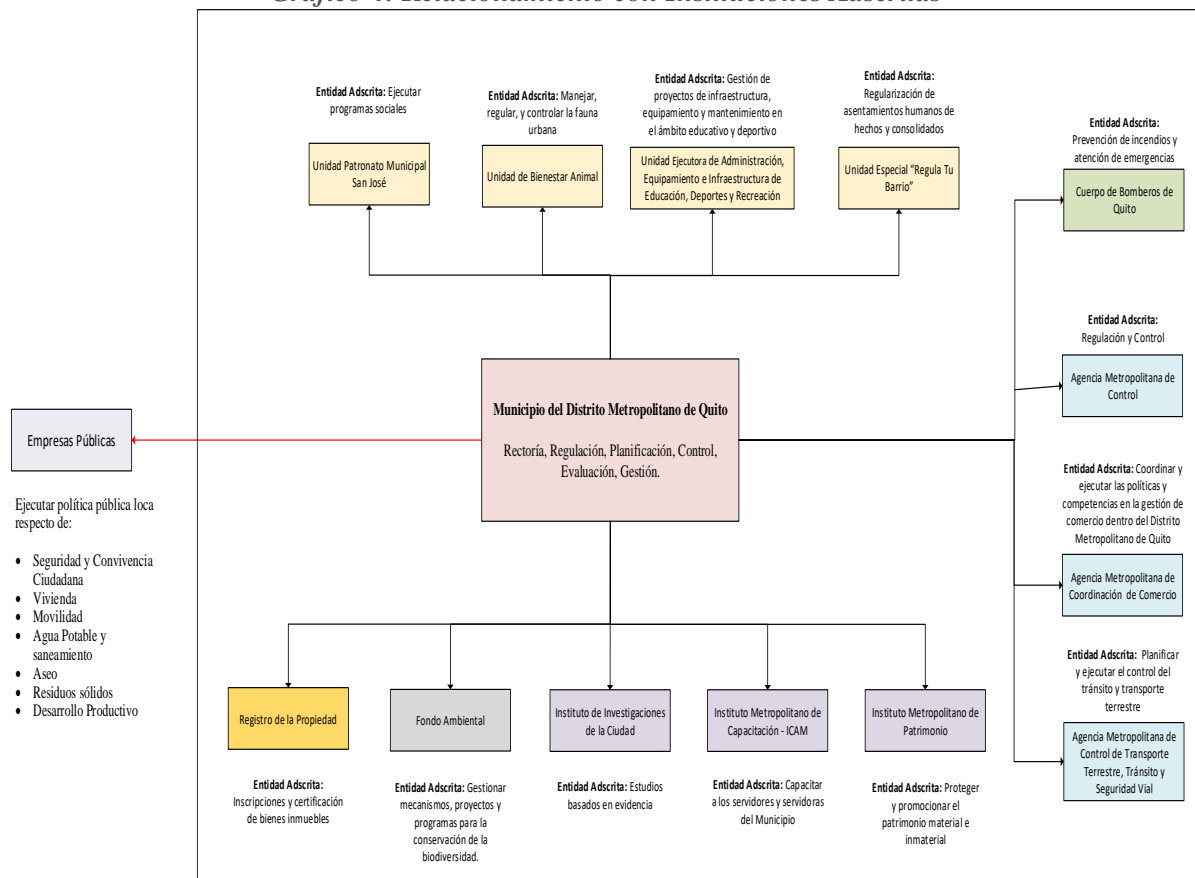 Entidad Adscrita: Ejecutar
programas sociales
Unidad Patronato Municipal
San José
Entidad Adscrita: Manejar,
regular, y controlar la fauna
urbana
Unidad de Bienestar Animal
Entidad Adscrita: Gestión de
proyectos de infraestructura,
equipamiento y mantenimiento en
el ámbito educativo y deportivo
Unidad Ejecutora de Administración,
Equipamiento e Infraestructura de
Educación, Deportes y Recreación
Entidad Adscrita:
Regularización de
asentamientos humanos de
hechos y consolidados
Unidad Especial “Regula Tu
Barrio”
Entidad Adscrita:
Prevención de incendios y
atención de emergencias
Cuerpo de Bomberos de
Quito
Entidad Adscrita:
Regulación y Control
Agencia Metropolitana de
Control
Municipio del Distrito Metropolitano de Quito
Rectoría, Regulación, Planificación, Control,
Evaluación, Gestión.
Empresas Públicas
Ejecutar política pública loca
respecto de:
• Seguridad y Convivencia
Ciudadana
• Vivienda
• Movilidad
• Agua Potable y
saneamiento
• Aseo
• Residuos sólidos
• Desarrollo Productivo
Entidad Adscrita: Coordinar y
ejecutar las políticas y
competencias en la gestión de
comercio dentro del Distrito
Metropolitano de Quito
Agencia Metropolitana de
Coordinación de Comercio
Entidad Adscrita: Planificar
y ejecutar el control del
tránsito y transporte
terrestre
Agencia Metropolitana de
Control de Transporte
Terrestre, Tránsito y
Seguridad Vial
Registro de la Propiedad
Entidad Adscrita:
Inscripciones y certificación
de bienes inmuebles
Fondo Ambiental
Entidad Adscrita: Gestionar
mecanismos, proyectos y
programas para la
conservación de la
biodiversidad.
Instituto de Investigaciones
de la Ciudad
Entidad Adscrita: Estudios
basados en evidencia
Instituto Metropolitano de
Capacitación - ICAM
Entidad Adscrita: Capacitar
a los servidores y servidoras
del Municipio
Instituto Metropolitano de
Patrimonio
Entidad Adscrita: Proteger
y promocionar el
patrimonio material e
inmaterial